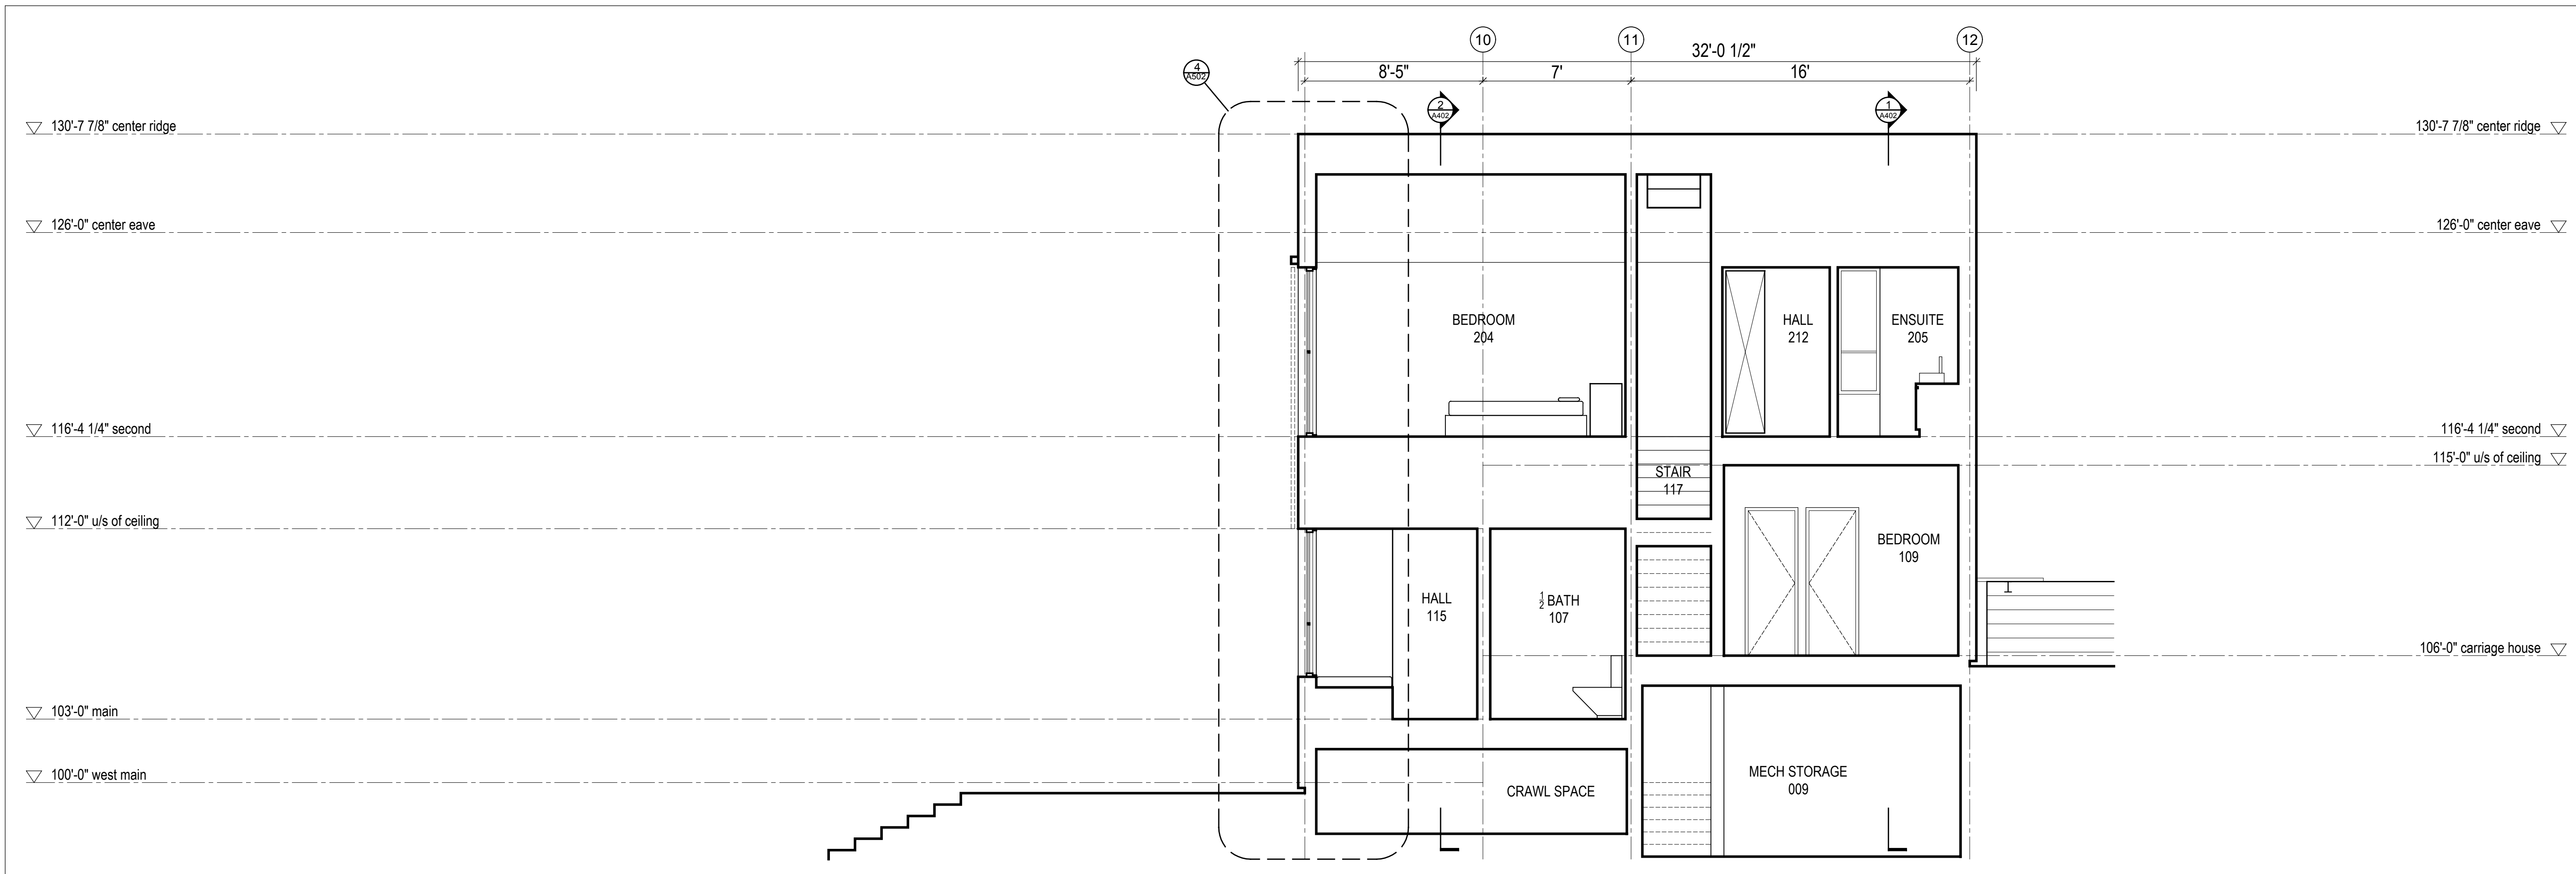 10
11
12
32'-0 1/2"
8'-5"
7'
16'
4
A502
2
A402
1
A402
130'-7 7/8" center ridge
130'-7 7/8" center ridge
126'-0" center eave
126'-0" center eave
BEDROOM
204
HALL
212
ENSUITE
205
116'-4 1/4" second
116'-4 1/4" second
115'-0" u/s of ceiling
STAIR
117
112'-0" u/s of ceiling
BEDROOM
109
HALL
115
1/2 BATH
107
106'-0" carriage house
103'-0" main
100'-0" west main
MECH STORAGE
009
CRAWL SPACE